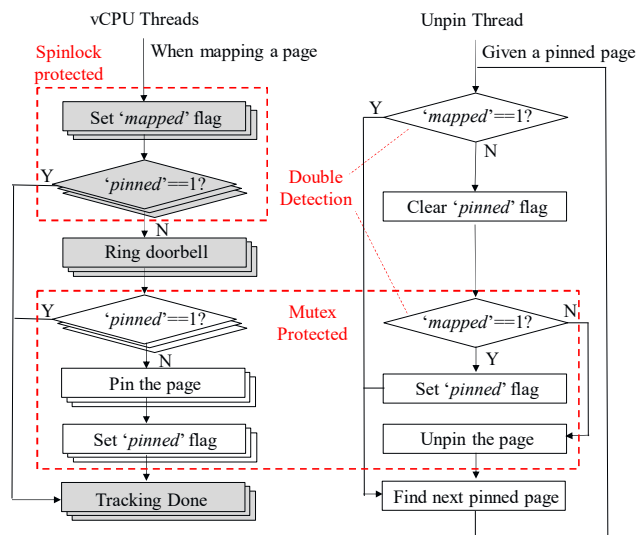 vCPU Threads
Unpin Thread
Spinlock
protected
When mapping a page
Given a pinned page
Set ‘mapped’ flag
Y
‘mapped’==1?
N
Y
‘pinned’==1?
N
Double
Detection
Clear ‘pinned’ flag
Ring doorbell
Y
‘pinned’==1?
N
Mutex
Protected
‘mapped’==1?
N
Y
Pin the page
Set ‘pinned’ flag
Set ‘pinned’ flag
Unpin the page
Tracking Done
Find next pinned page